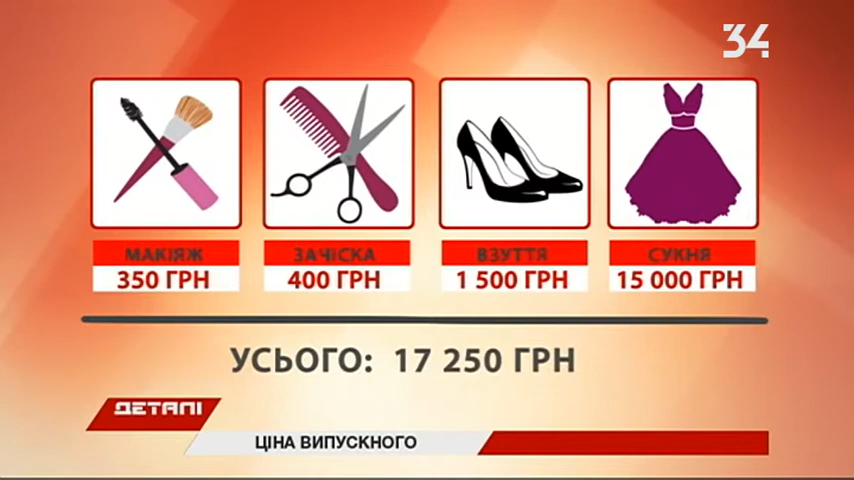 34
МАКІЯЖ
350 ГРН
ЗАЧІСКА
400 ГРН
ВЗУТТЯ
1 500 ГРН
СУКНЯ
15 000 ГРН
УСЬОГО: 17 250 ГРН
ДЕТАЛІ
ЦІНА ВИПУСКНОГО